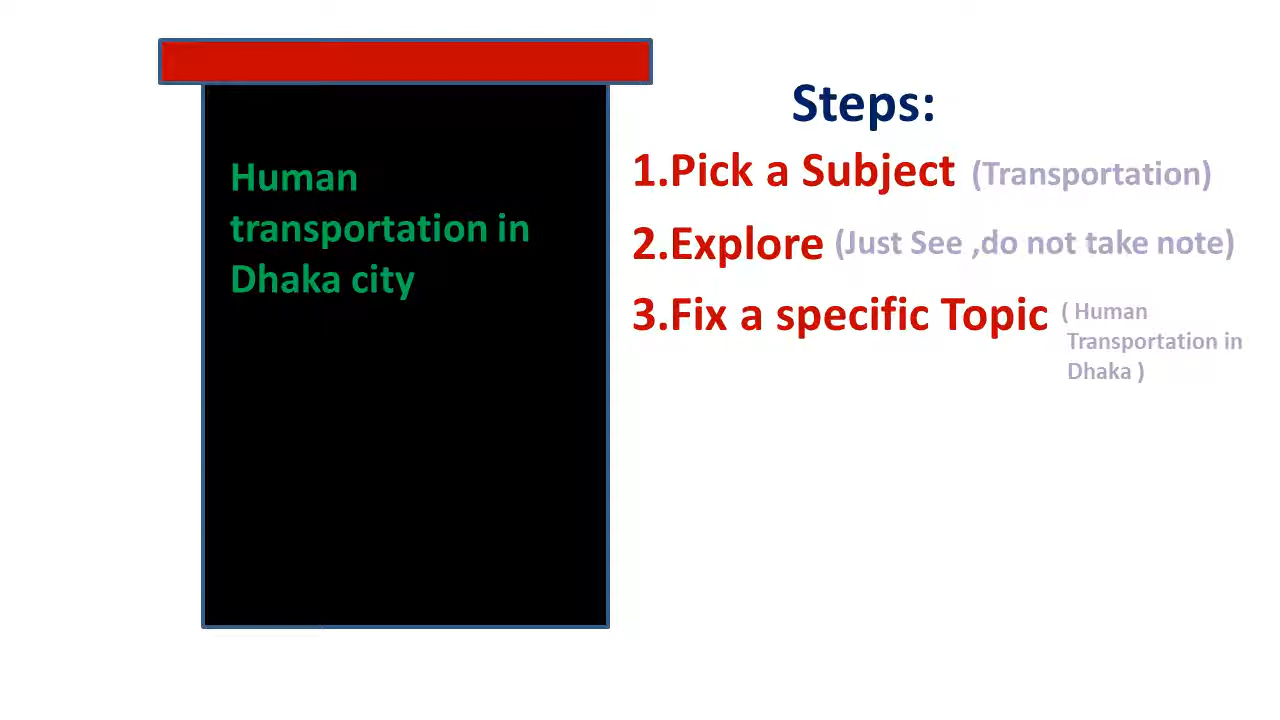 Human
transportation in
Dhaka city
Steps:
1.Pick a Subject (Transportation)
2.Explore (Just See ,do not take note)
3.Fix a specific Topic ( Human
Transportation in
Dhaka )